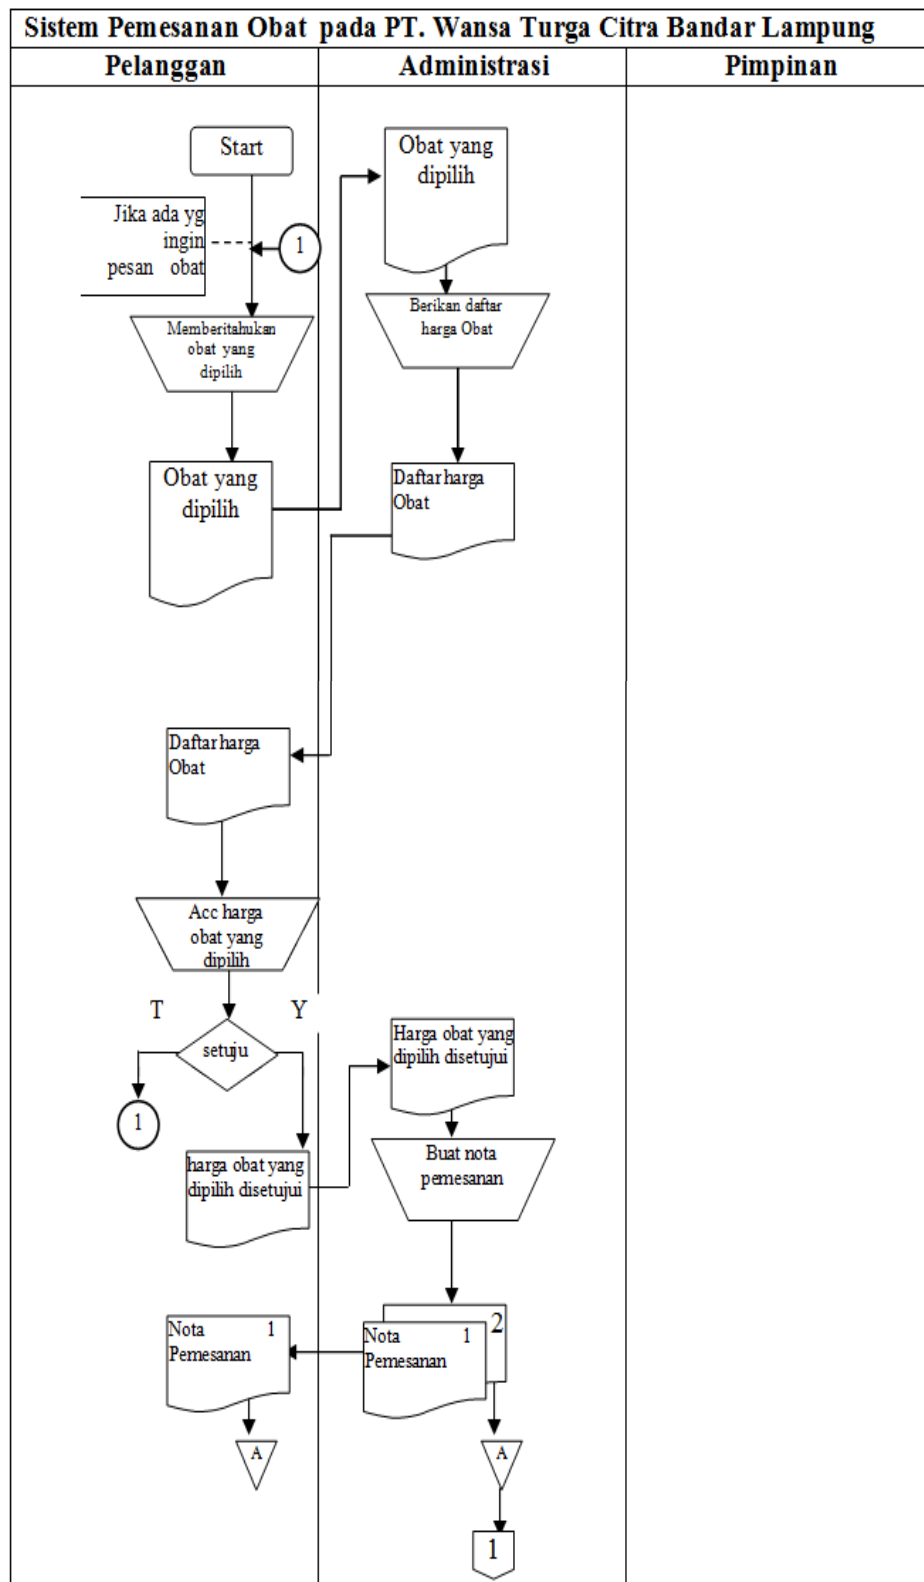 Sistem Pemesanan Obat pada PT. Wansa Turga Citra Bandar Lampung
Pelanggan
Administrasi
Pimpinan
Start
Jika ada yg
ingin
pesan obat
1
Memberitahukan
obat yang
dipilih
Obat yang
dipilih
Obat yang
dipilih
Berikan daftar
harga Obat
Daftar harga
Obat
Daftar harga
Obat
Acc harga
obat yang
dipilih
T
Y
setuju
1
harga obat yang
dipilih disetujui
Harga obat yang
dipilih disetujui
Buat nota
pemesanan
2
Nota 1
Pemesanan
Nota 1
Pemesanan
A
A
1